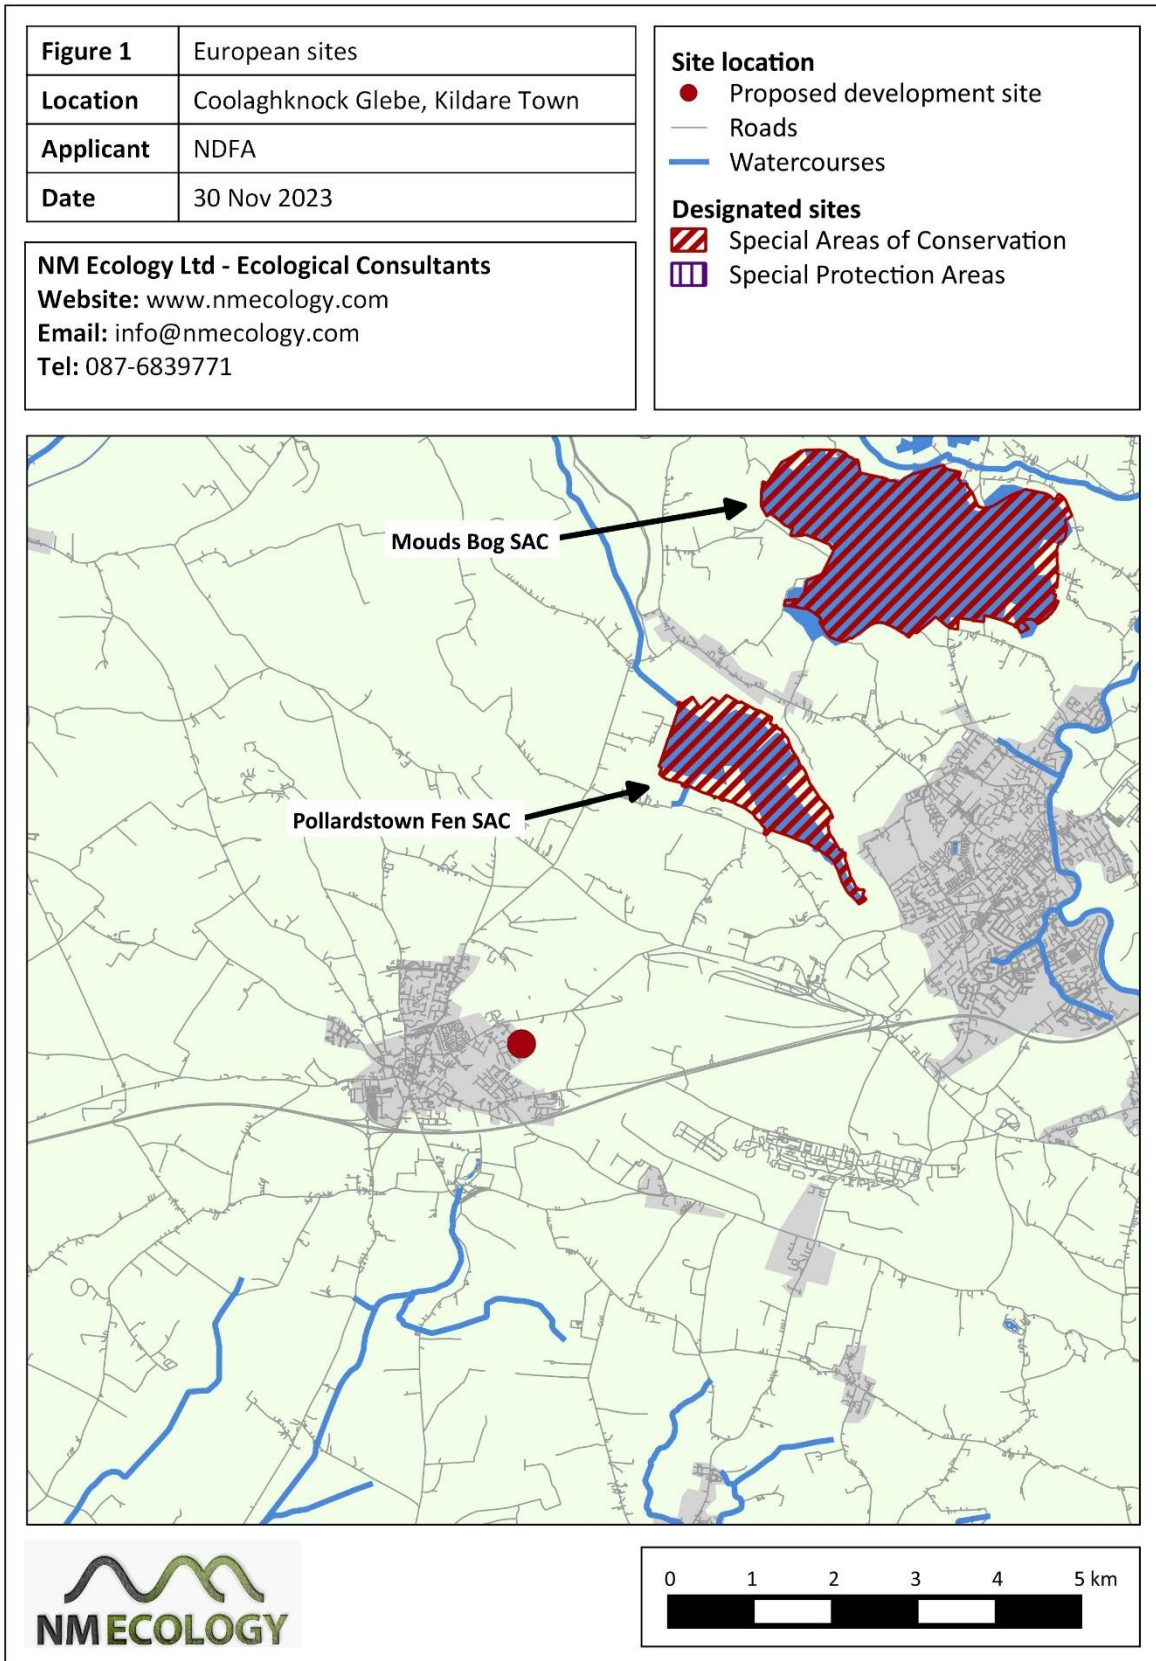 Figure 1 European sites
Location Coolaghknock Glebe, Kildare Town
Applicant NDFA
Date 30 Nov 2023
NM Ecology Ltd - Ecological Consultants
Website: www.nmecology.com
Email: info@nmecology.com
Tel: 087-6839771
Site location
Proposed development site
Roads
Watercourses
Designated sites
Special Areas of Conservation
Special Protection Areas
Mouds Bog SAC
Pollardstown Fen SAC
NM ECOLOGY
0 1 2 3 4 5 km